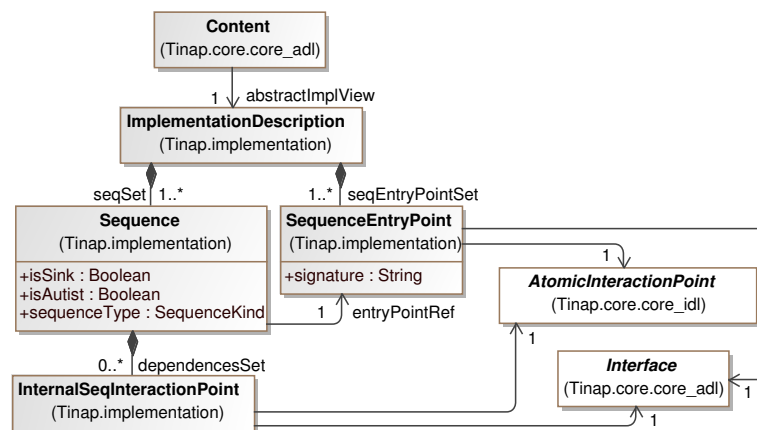 Content
(Tinap.core.core_adl)
1 abstractImplView
ImplementationDescription
(Tinap.implementation)
seqSet 1..* 1..* seqEntryPointSet
Sequence
(Tinap.implementation)
+isSink : Boolean
+isAutist : Boolean
+sequenceType : SequenceKind
SequenceEntryPoint
(Tinap.implementation)
+signature : String
1
AtomicInteractionPoint
(Tinap.core.core_idl)
1 entryPointRef
1
0..* dependencesSet
Interface
(Tinap.core.core_adl)
1
InternalSeqInteractionPoint
(Tinap.implementation)
1